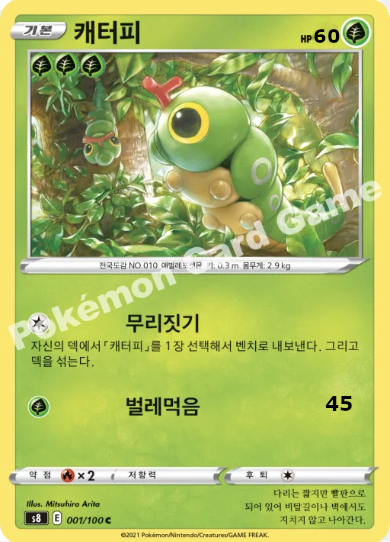 기본 캐터피 HP 60
전국도감 NO.010 애벌레포켓몬 키: 0.3 m 몸무게: 2.9 kg
Pokémon Card Game
무리짓기
자신의 덱에서 「캐터피」를 1장 선택해서 벤치로 내보낸다. 그리고
덱을 섞는다.
벌레먹음 45
약점 ×2 저항력 후퇴
Illus. Mitsuhiro Arita
s8 E 001/100 C
다리는 짧지만 빨판으로
되어 있어 비탈길이나 벽에서도
지치지 않고 나아간다.
©2021 Pokémon/Nintendo/Creatures/GAME FREAK.